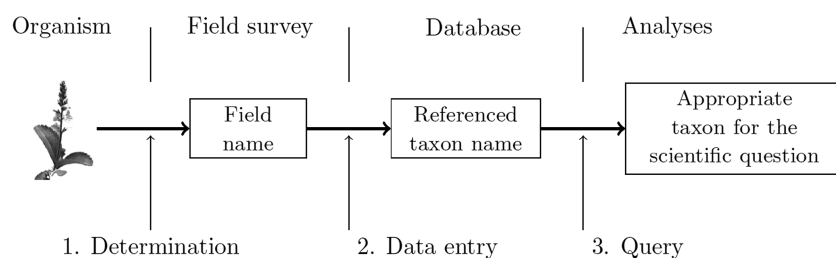 Organism
Field survey
Database
Analyses
Field
name
Referenced
taxon name
Appropriate
taxon for the
scientific question
1. Determination
2. Data entry
3. Query